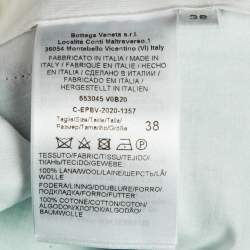 38
Bottega Veneta s.r.l.
Località Conti Maltraverso,1
36054 Montebello Vicentino (VI) Italy
FABBRICATO IN ITALIA / MADE IN
ITALY / FABRIQUÉ EN ITALIE / HECHO
EN ITALIA / СДЕЛАНО В ИТАЛИИ /
FABRICADO EM ITÁLIA /
HERGESTELLT IN ITALIEN
553045 V0B20
C-EPBV-2020-1357
Taglia/Size/Taille/Talla/
Размер/Tamanho/Größe
38
TESSUTO/FABRIC/TISSU/TEJIDO/
ТКАНЬ/TECIDO/GEWEBE
100% LANA/WOOL/LAINE/ШЕРСТЬ/LÃ/
WOLLE
FODERA/LINING/DOUBLURE/FORRO/
ПОДКЛАДКА/FORRO/FUTTER
100% COTONE/COTTON/COTON/
ALGODON/ХЛОПОК/ALGODÃO/
BAUMWOLLE